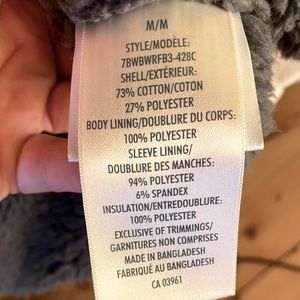 M/M
STYLE/MODÈLE:
7BWBWRFB3-428C
SHELL/EXTÉRIEUR:
73% COTTON/COTON
27% POLYESTER
BODY LINING/DOUBLURE DU CORPS:
100% POLYESTER
SLEEVE LINING/
DOUBLURE DES MANCHES:
94% POLYESTER
6% SPANDEX
INSULATION/ENTREDOUBLURE:
100% POLYESTER
EXCLUSIVE OF TRIMMINGS/
GARNITURES NON COMPRISES
MADE IN BANGLADESH
FABRIQUÉ AU BANGLADESH
CA 03961